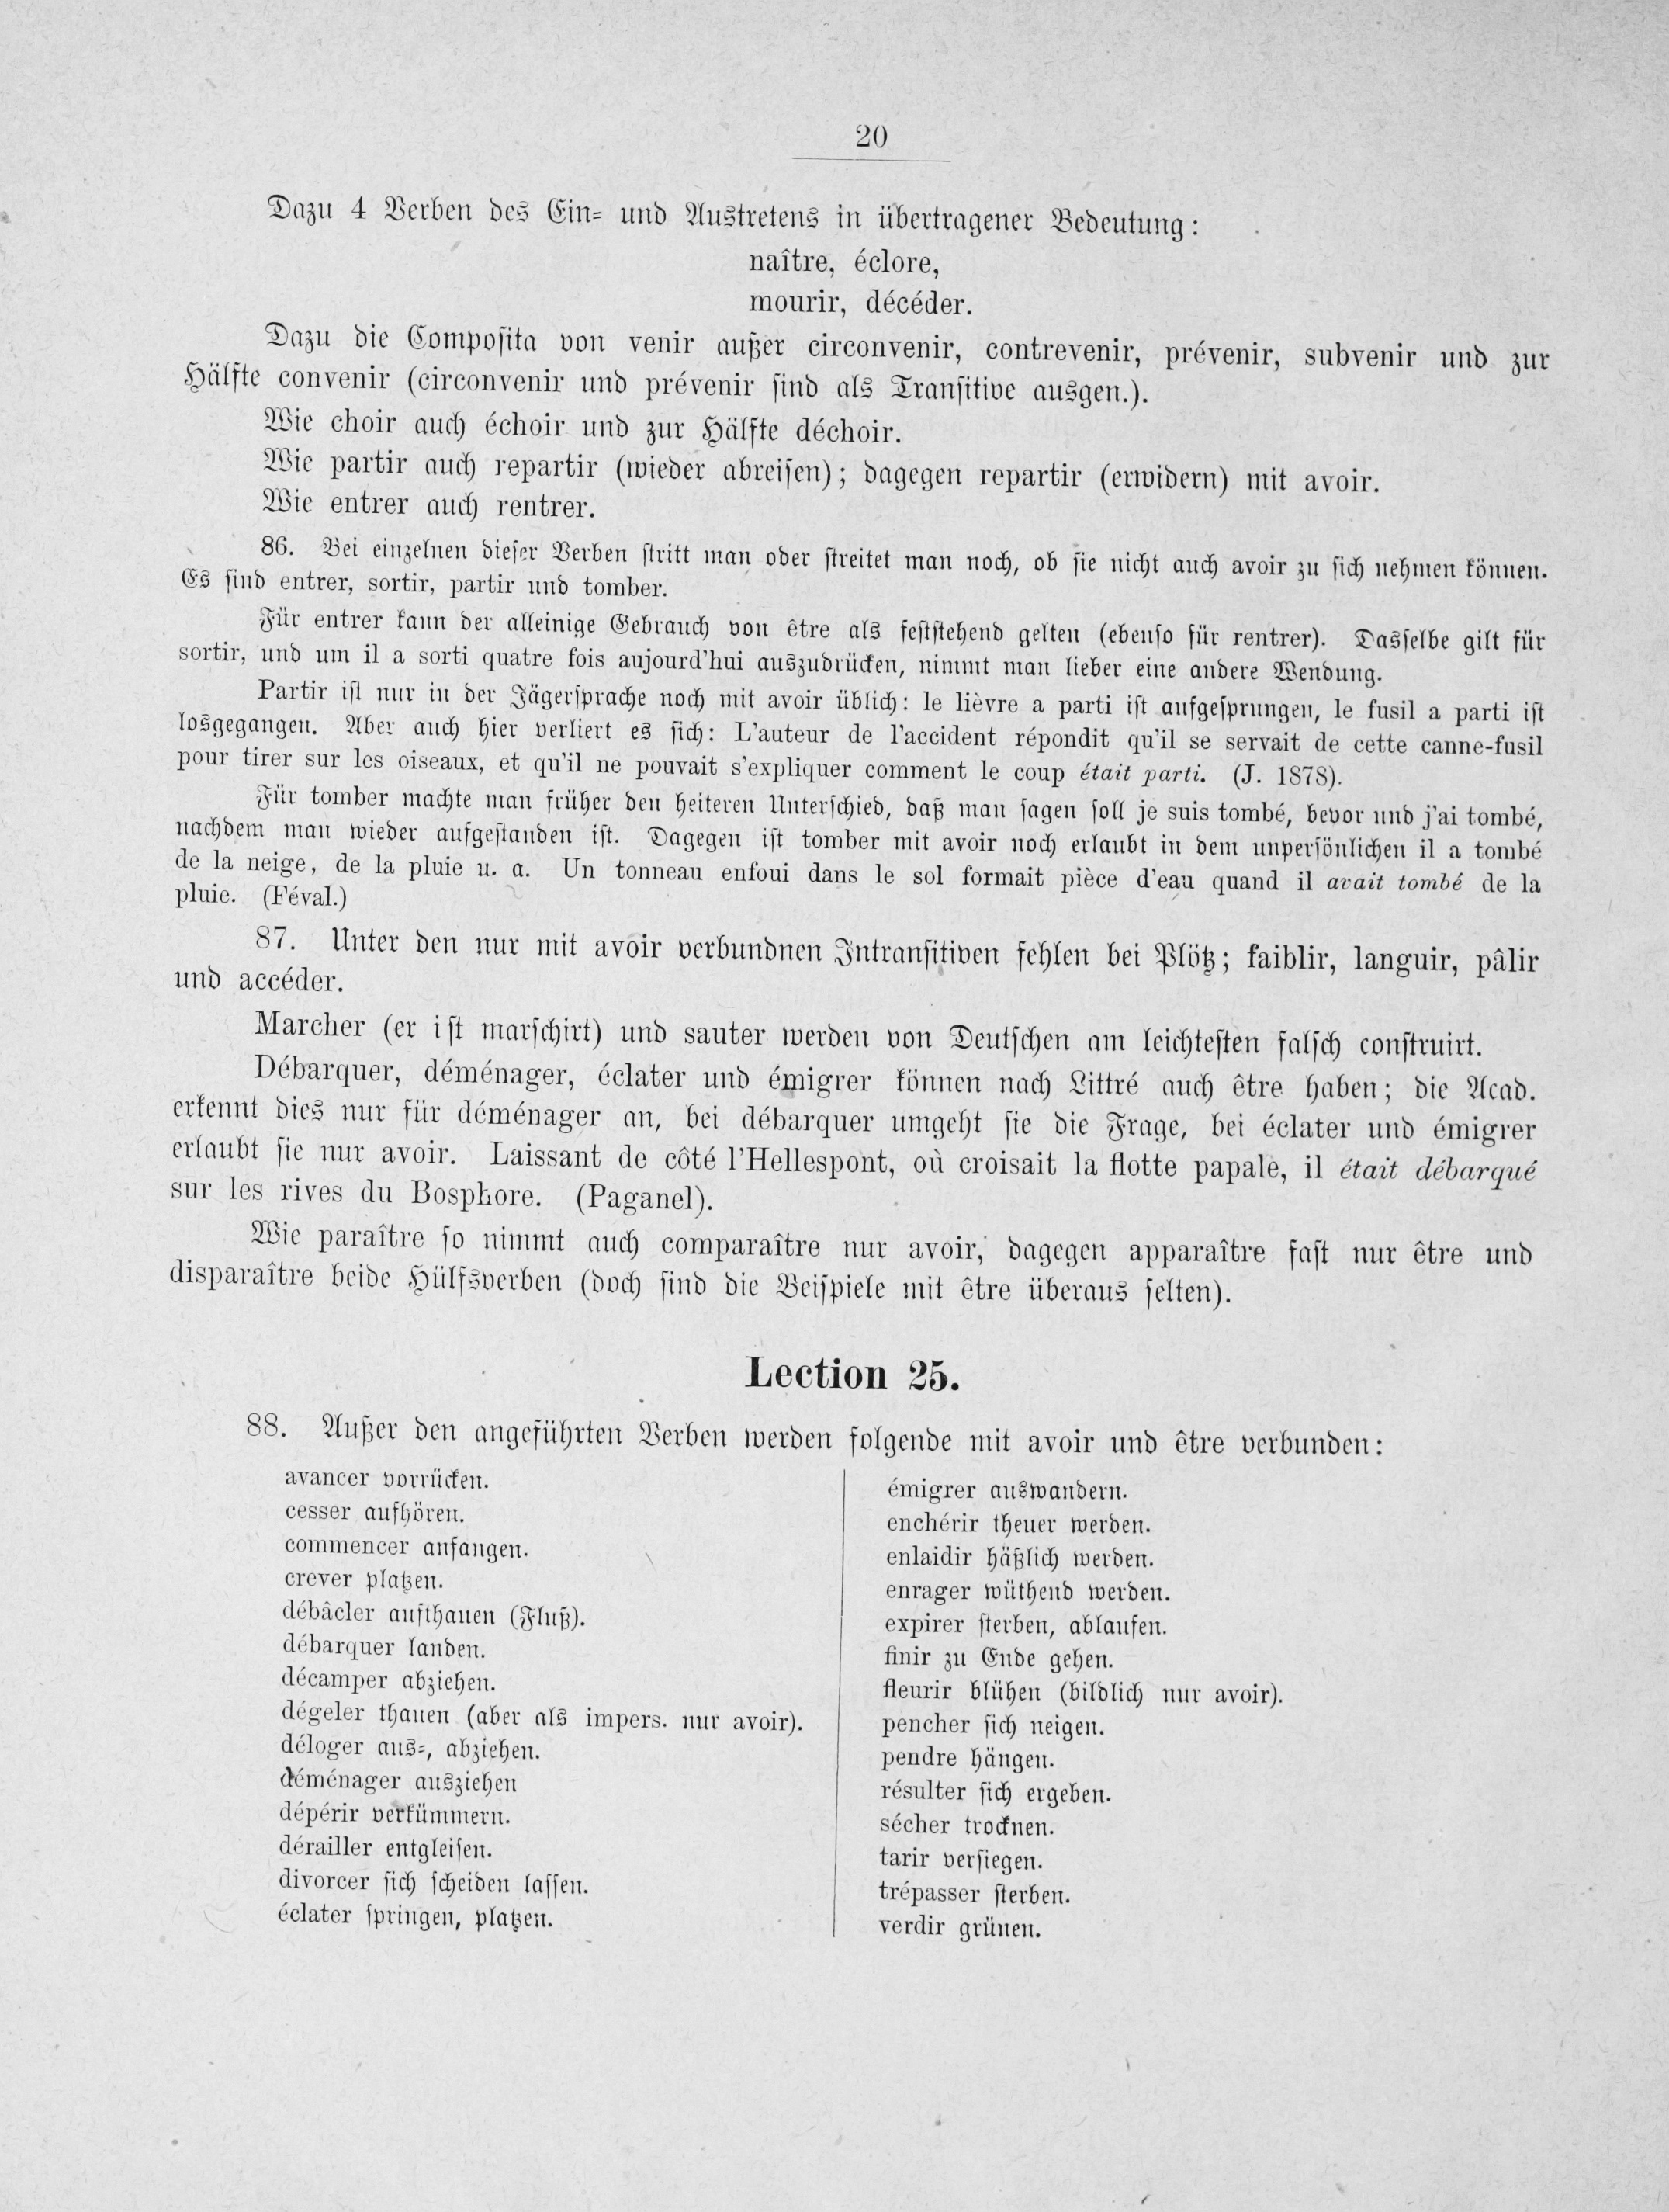 20
Dazu 4 Verben des Ein- und Austretens in übertragener Bedeutung:
naître, éclore,
mourir, décéder.
Dazu die Composita von venir außer circonvenir, contrevenir, prévenir, subvenir und zur
Hälfte convenir (circonvenir und prévenir sind als Transitive ausgen.).
Wie choir auch échoir und zur Hälfte déchoir.
Wie partir auch repartir (wieder abreisen); dagegen repartir (erwidern) mit avoir.
Wie entrer auch rentrer.
86. Bei einzelnen dieser Verben stritt man oder streitet man noch, ob sie nicht auch avoir zu sich nehmen können.
Es sind entrer, sortir, partir und tomber.
Für entrer kann der alleinige Gebrauch von être als feststehend gelten (ebenso für rentrer). Dasselbe gilt für
sortir, und um il a sorti quatre fois aujourd'hui auszudrücken, nimmt man lieber eine andere Wendung.
Partir ist nur in der Jägersprache noch mit avoir üblich: le lièvre a parti ist aufgesprungen, le fusil a parti ist
losgegangen. Aber auch hier verliert es sich: L'auteur de l'accident répondit qu'il se servait de cette canne-fusil
pour tirer sur les oiseaux, et qu'il ne pouvait s'expliquer comment le coup était parti. (J. 1878).
Für tomber machte man früher den heiteren Unterschied, daß man sagen soll je suis tombé, bevor und j'ai tombé,
nachdem man wieder aufgestanden ist. Dagegen ist tomber mit avoir noch erlaubt in dem unpersönlichen il a tombé
de la neige, de la pluie u. a. Un tonneau enfoui dans le sol formait pièce d'eau quand il avait tombé de la
pluie. (Féval.)
87. Unter den nur mit avoir verbundnen Intransitiven fehlen bei Plötz; faiblir, languir, pâlir
und accéder.
Marcher (er ist marschirt) und sauter werden von Deutschen am leichtesten falsch construirt.
Débarquer, déménager, éclater und émigrer können nach Littré auch être haben; die Acad.
erkennt dies nur für déménager an, bei débarquer umgeht sie die Frage, bei éclater und émigrer
erlaubt sie nur avoir. Laissant de côté l'Hellespont, où croisait la flotte papale, il était débarqué
sur les rives du Bosphore. (Paganel).
Wie paraître so nimmt auch comparaître nur avoir, dagegen apparaître fast nur être und
disparaître beide Hülfsverben (doch sind die Beispiele mit être überaus selten).
Lection 25.
88. Außer den angeführten Verben werden folgende mit avoir und être verbunden:
avancer vorrücken.
cesser aufhören.
commencer anfangen.
crever platzen.
débâcler aufthauen (Fluß).
débarquer landen.
décamper abziehen.
dégeler thauen (aber als impers. nur avoir).
déloger aus-, abziehen.
déménager ausziehen
dépérir verkümmern.
dérailler entgleisen.
divorcer sich scheiden lassen.
éclater springen, platzen.
émigrer auswandern.
enchérir theuer werden.
enlaidir häßlich werden.
enrager wüthend werden.
expirer sterben, ablaufen.
finir zu Ende gehen.
fleurir blühen (bildlich nur avoir).
pencher sich neigen.
pendre hängen.
résulter sich ergeben.
sécher trocknen.
tarir versiegen.
trépasser sterben.
verdir grünen.